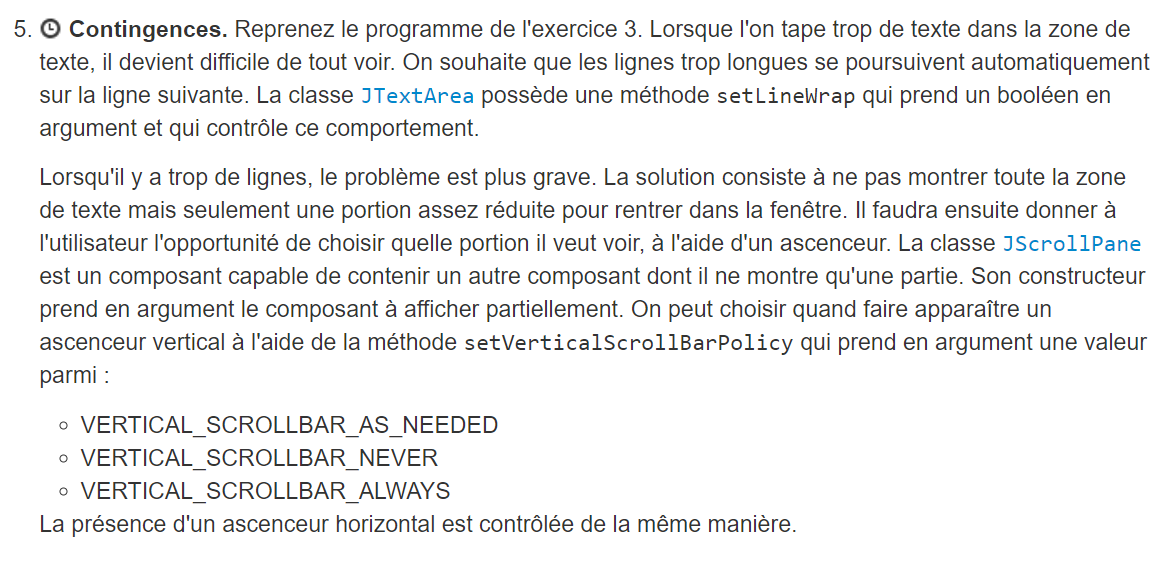 5. Contingences. Reprenez le programme de l'exercice 3. Lorsque l'on tape trop de texte dans la zone de
texte, il devient difficile de tout voir. On souhaite que les lignes trop longues se poursuivent automatiquement
sur la ligne suivante. La classe JTextArea possède une méthode setLineWrap qui prend un booléen en
argument et qui contrôle ce comportement.
Lorsqu'il y a trop de lignes, le problème est plus grave. La solution consiste à ne pas montrer toute la zone
de texte mais seulement une portion assez réduite pour rentrer dans la fenêtre. Il faudra ensuite donner à
l'utilisateur l'opportunité de choisir quelle portion il veut voir, à l'aide d'un ascenceur. La classe JScrollPane
est un composant capable de contenir un autre composant dont il ne montre qu'une partie. Son constructeur
prend en argument le composant à afficher partiellement. On peut choisir quand faire apparaître un
ascenceur vertical à l'aide de la méthode setVerticalScrollBarPolicy qui prend en argument une valeur
parmi :
◦ VERTICAL_SCROLLBAR_AS_NEEDED
◦ VERTICAL_SCROLLBAR_NEVER
◦ VERTICAL_SCROLLBAR_ALWAYS
La présence d'un ascenceur horizontal est contrôlée de la même manière.